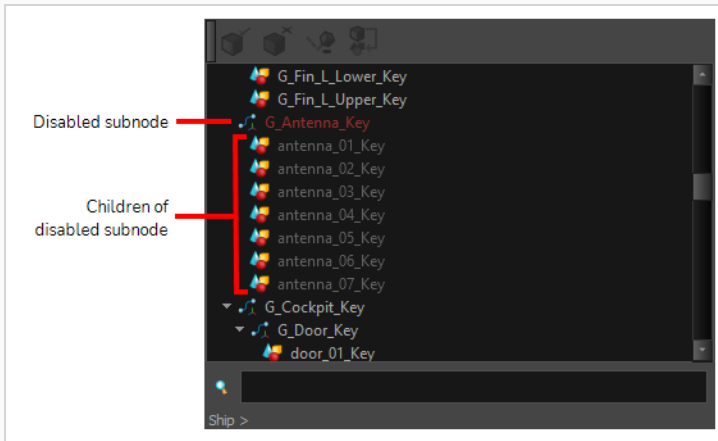 G_Fin_L_Lower_Key
G_Fin_L_Upper_Key
Disabled subnode
G_Antenna_Key
antenna_01_Key
antenna_02_Key
antenna_03_Key
Children of
disabled subnode
antenna_04_Key
antenna_05_Key
antenna_06_Key
antenna_07_Key
G_Cockpit_Key
G_Door_Key
door_01_Key
Ship >